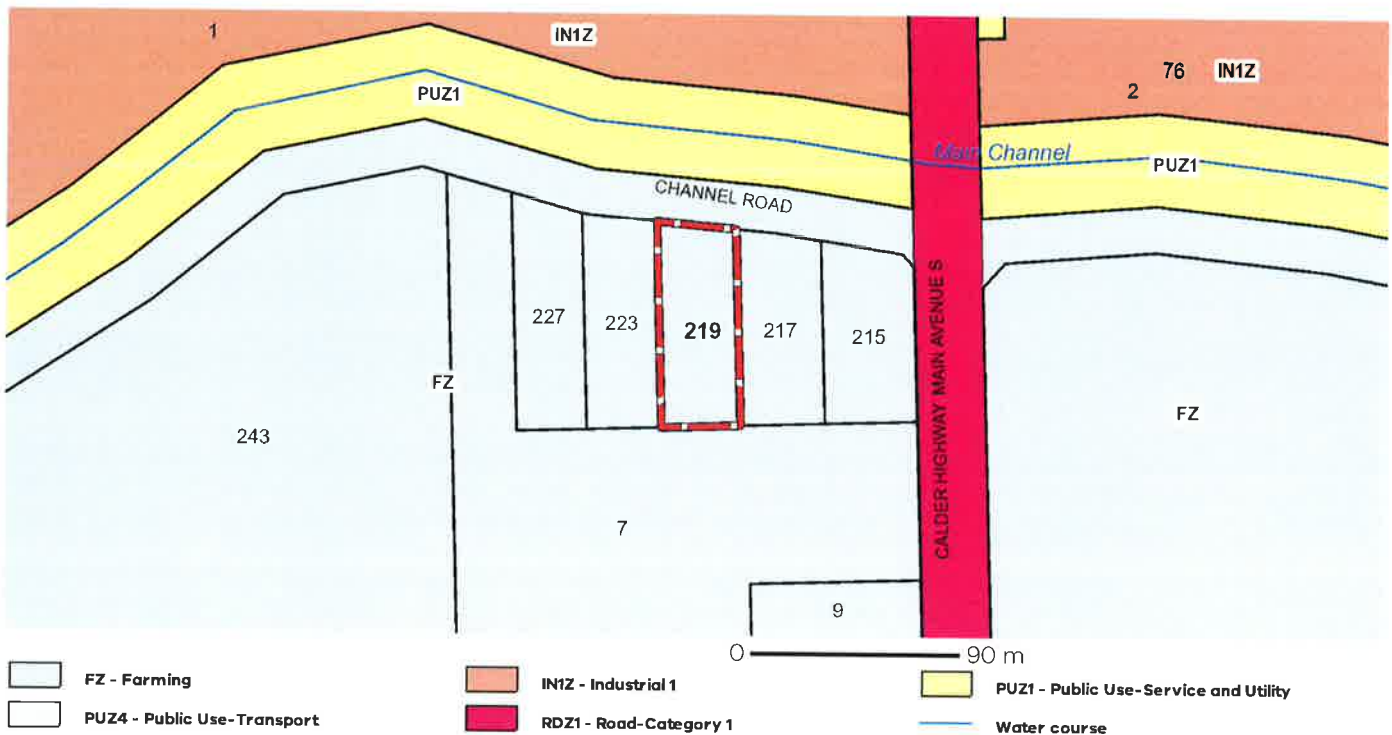 1
IN1Z
76
IN1Z
2
PUZ1
Main Channel
PUZ1
CHANNEL ROAD
227
223
219
217
215
CALDER HIGHWAY MAIN AVENUE S
FZ
FZ
243
7
9
0
90 m
FZ - Farming
IN1Z - Industrial 1
PUZ1 - Public Use-Service and Utility
PUZ4 - Public Use-Transport
RDZ1 - Road-Category 1
Water course